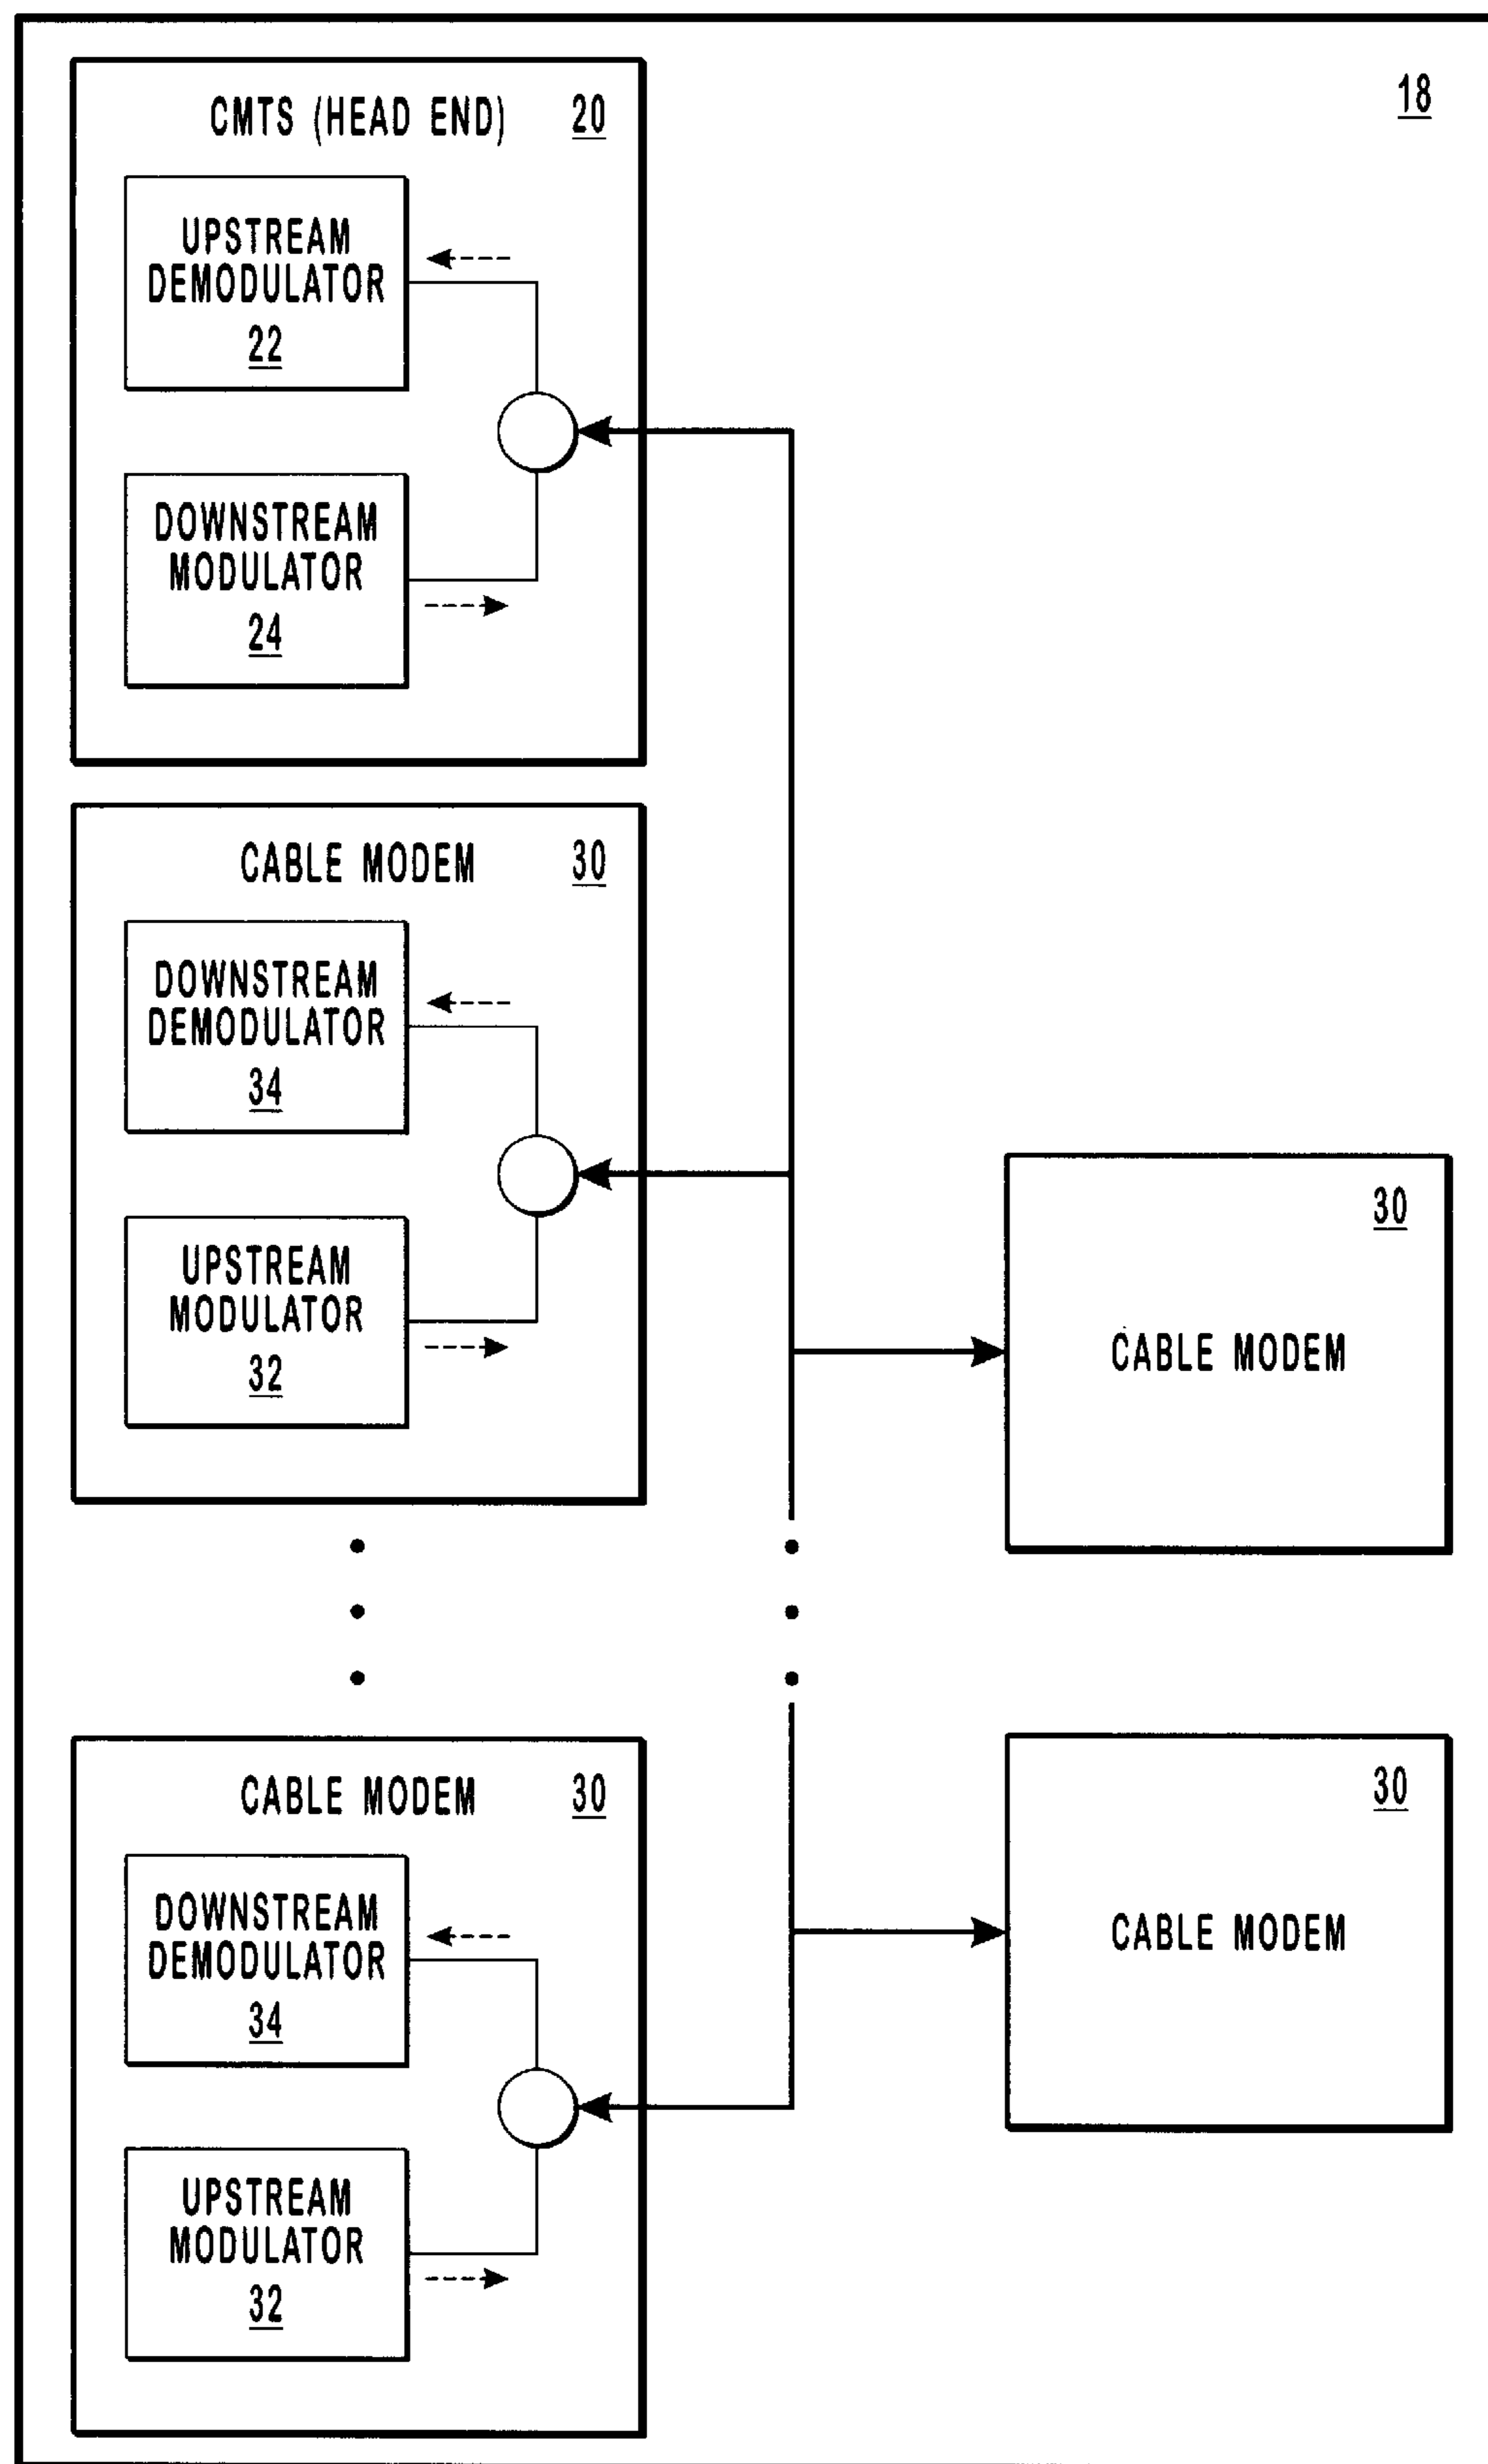 18
CMTS (HEAD END) 20
UPSTREAM
DEMODULATOR
22
DOWNSTREAM
MODULATOR
24
CABLE MODEM 30
DOWNSTREAM
DEMODULATOR
34
UPSTREAM
MODULATOR
32
30
CABLE MODEM
CABLE MODEM 30
DOWNSTREAM
DEMODULATOR
34
UPSTREAM
MODULATOR
32
30
CABLE MODEM